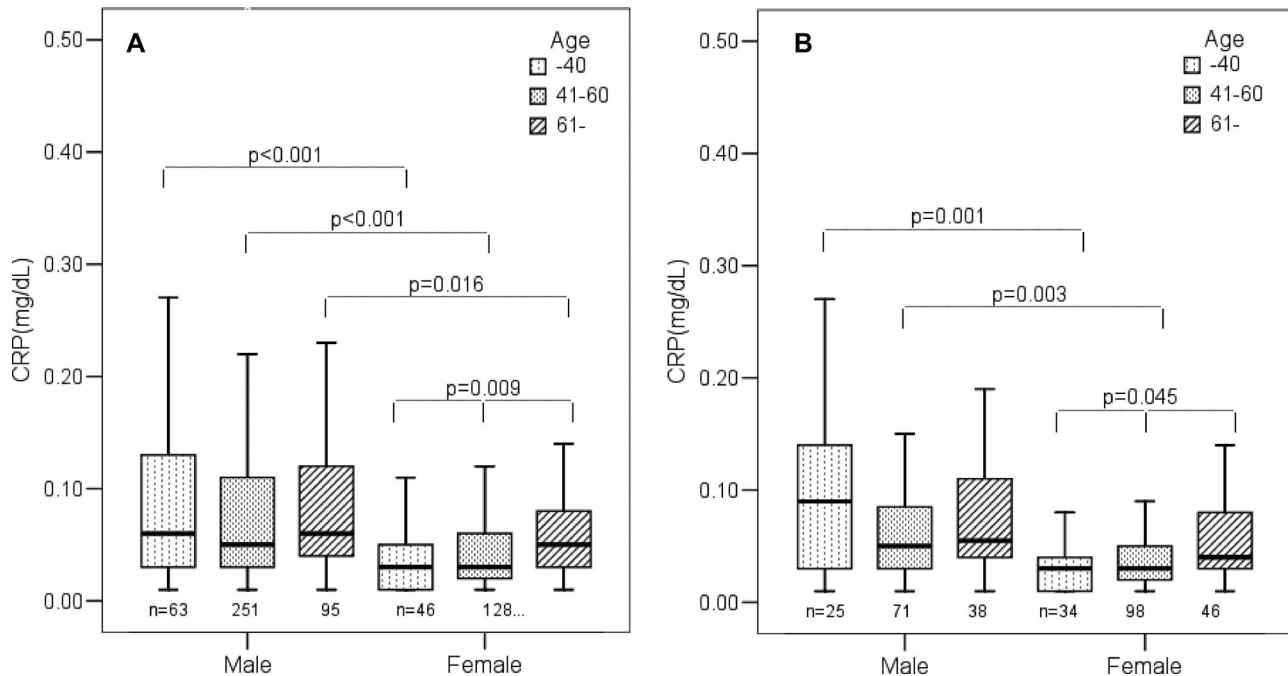 A
Age
-40
41-60
61-
0.50
0.40
0.30
0.20
0.10
0.00
CRP(mg/dL)
p<0.001
p<0.001
p=0.016
p=0.009
n=63 251 95 n=46 128...
Male Female
B
Age
-40
41-60
61-
0.50
0.40
0.30
0.20
0.10
0.00
CRP(mg/dL)
p=0.001
p=0.003
p=0.045
n=25 71 38 n=34 98 46
Male Female